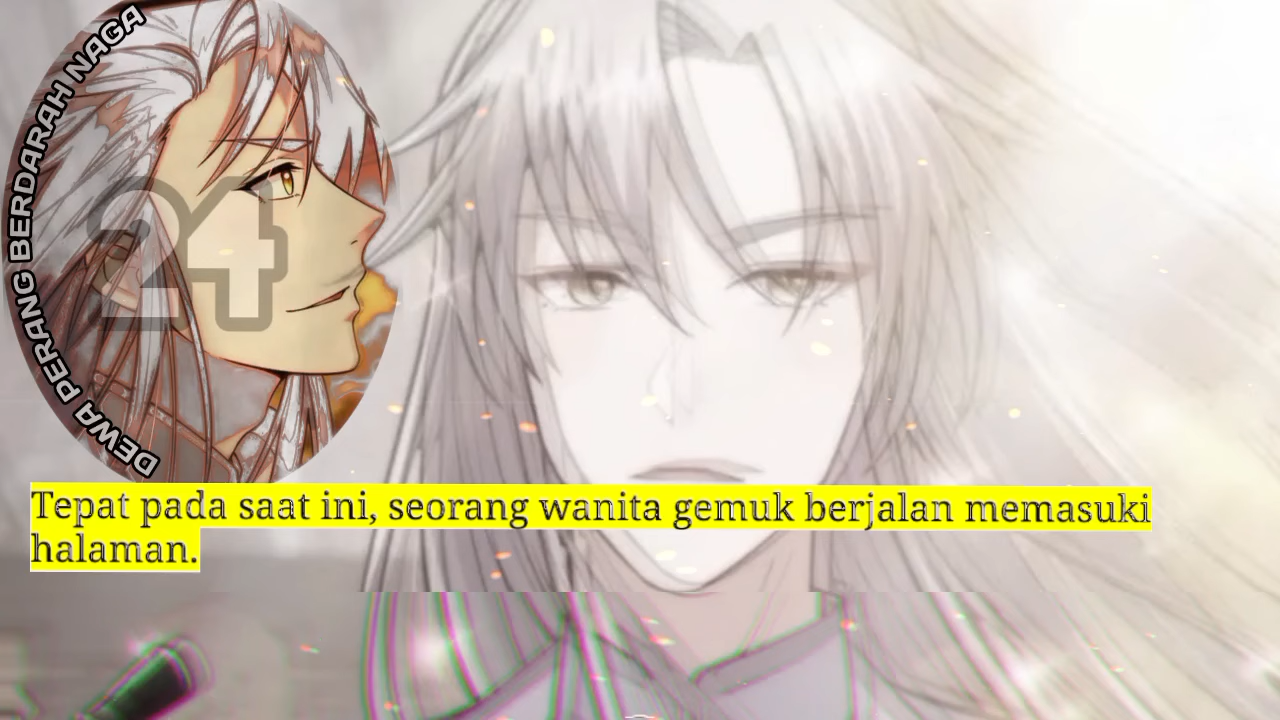 DEWA PERANG BERDARAH NAGA
24
Tepat pada saat ini, seorang wanita gemuk berjalan memasuki
halaman.